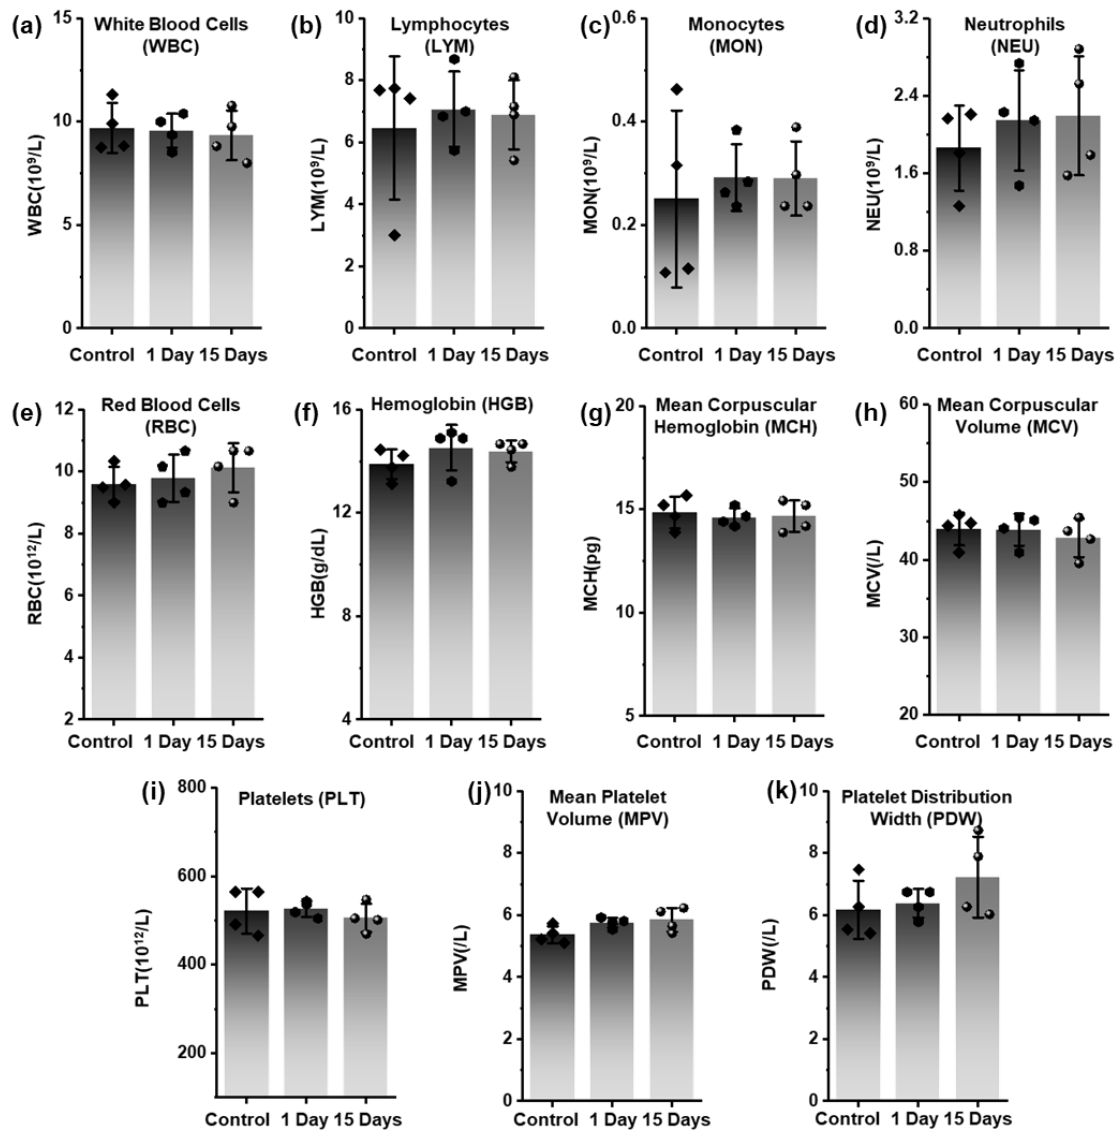 (a)
White Blood Cells
(WBC)
WBC(10⁹/L)
15
10
5
0
Control 1 Day 15 Days
(b)
Lymphocytes
(LYM)
LYM(10⁹/L)
10
8
6
4
2
0
Control 1 Day 15 Days
(c)
Monocytes
(MON)
MON(10⁹/L)
0.6
0.4
0.2
0.0
Control 1 Day 15 Days
(d)
Neutrophils
(NEU)
NEU(10⁹/L)
3.2
2.4
1.6
0.8
0.0
Control 1 Day 15 Days
(e)
Red Blood Cells
(RBC)
RBC(10¹²/L)
12
10
8
6
4
2
Control 1 Day 15 Days
(f)
Hemoglobin (HGB)
HGB(g/dL)
16
12
8
4
Control 1 Day 15 Days
(g)
Mean Corpuscular
Hemoglobin (MCH)
MCH(pg)
20
15
10
5
Control 1 Day 15 Days
(h)
Mean Corpuscular
Volume (MCV)
MCV(/L)
60
50
40
30
20
Control 1 Day 15 Days
(i)
Platelets (PLT)
PLT(10¹²/L)
800
600
400
200
Control 1 Day 15 Days
(j)
Mean Platelet
Volume (MPV)
MPV(/L)
10
8
6
4
2
0
Control 1 Day 15 Days
(k)
Platelet Distribution
Width (PDW)
PDW(/L)
10
8
6
4
2
0
Control 1 Day 15 Days